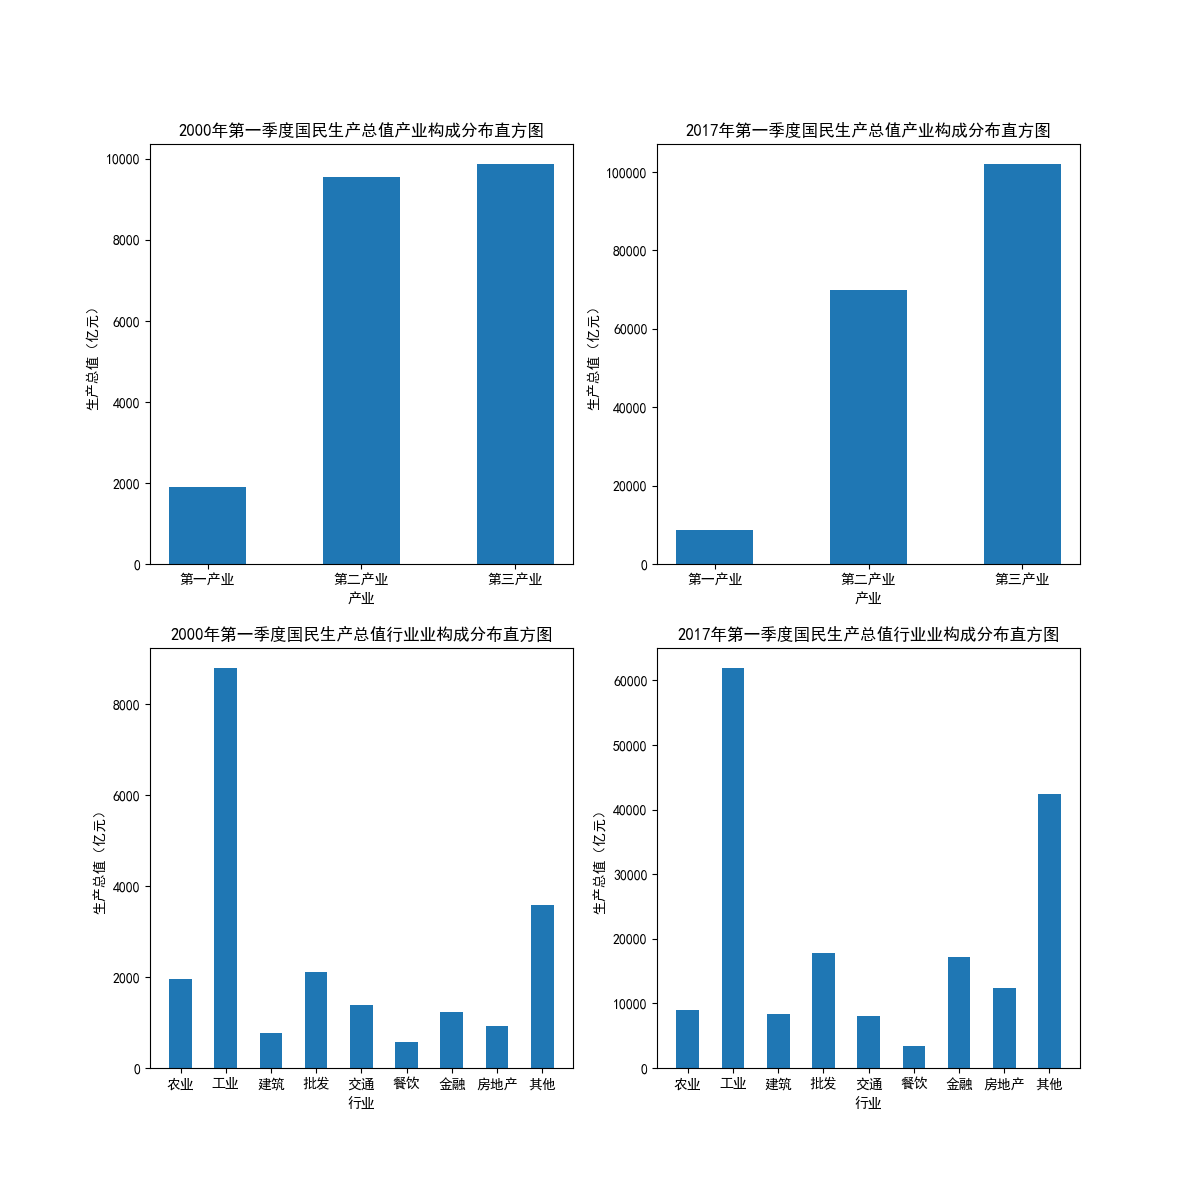 2000年第一季度国民生产总值产业构成分布直方图
生产总值（亿元）
10000
8000
6000
4000
2000
0
第一产业 第二产业 第三产业
产业
2017年第一季度国民生产总值产业构成分布直方图
生产总值（亿元）
100000
80000
60000
40000
20000
0
第一产业 第二产业 第三产业
产业
2000年第一季度国民生产总值行业业构成分布直方图
生产总值（亿元）
8000
6000
4000
2000
0
农业 工业 建筑 批发 交通 餐饮 金融 房地产 其他
行业
2017年第一季度国民生产总值行业业构成分布直方图
生产总值（亿元）
60000
50000
40000
30000
20000
10000
0
农业 工业 建筑 批发 交通 餐饮 金融 房地产 其他
行业